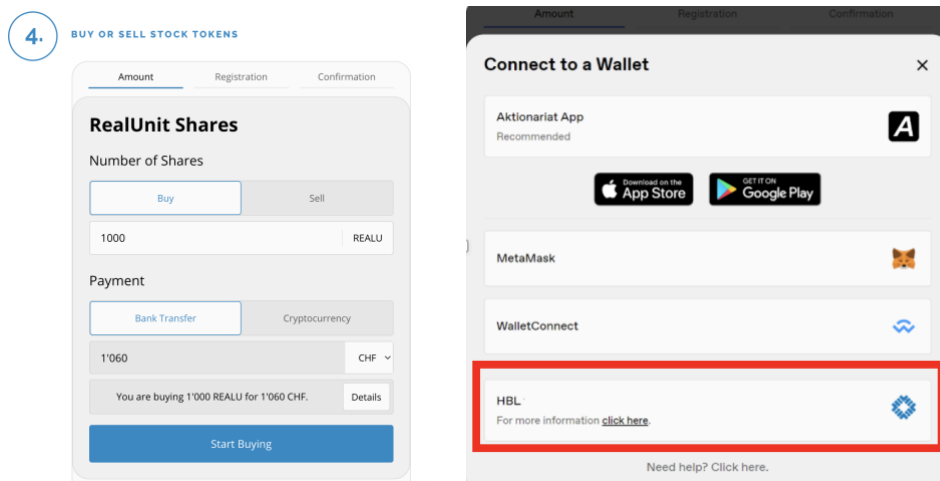 4.
BUY OR SELL STOCK TOKENS
Amount Registration Confirmation
RealUnit Shares
Number of Shares
Buy Sell
1000 REALU
Payment
Bank Transfer Cryptocurrency
1'060 CHF
You are buying 1'000 REALU for 1'060 CHF. Details
Start Buying
Amount Registration Confirmation
Connect to a Wallet
Aktionariat App
Recommended
A
Download on the
App Store
GET IT ON
Google Play
MetaMask
WalletConnect
HBL
For more information click here.
Need help? Click here.